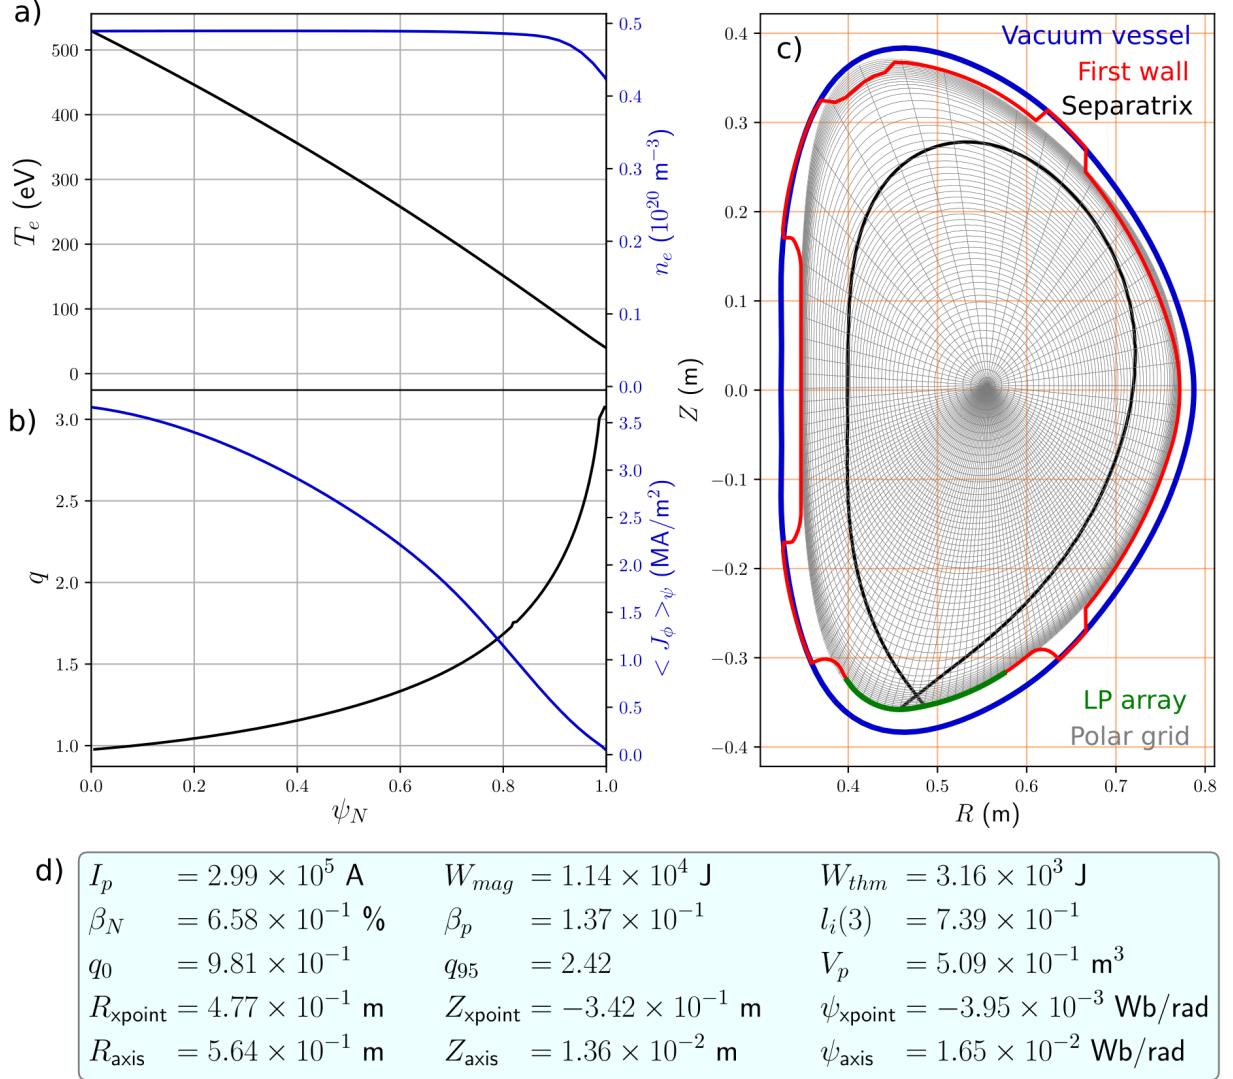 a)
500
400
300
200
100
0
T_e (eV)
0.5
0.4
0.3
0.2
0.1
0.0
n_e (10^20 m^−3)
b)
3.0
2.5
2.0
1.5
1.0
q
3.5
3.0
2.5
2.0
1.5
1.0
0.5
0.0
< J_ϕ >_ψ (MA/m^2)
0.0 0.2 0.4 0.6 0.8 1.0
ψ_N
c)
Vacuum vessel
First wall
Separatrix
0.4
0.3
0.2
0.1
0.0
−0.1
−0.2
−0.3
−0.4
Z (m)
LP array
Polar grid
0.4 0.5 0.6 0.7 0.8
R (m)
d)
I_p = 2.99 × 10^5 A W_mag = 1.14 × 10^4 J W_thm = 3.16 × 10^3 J
β_N = 6.58 × 10^−1 % β_p = 1.37 × 10^−1 l_i(3) = 7.39 × 10^−1
q_0 = 9.81 × 10^−1 q_95 = 2.42 V_p = 5.09 × 10^−1 m^3
R_xpoint = 4.77 × 10^−1 m Z_xpoint = −3.42 × 10^−1 m ψ_xpoint = −3.95 × 10^−3 Wb/rad
R_axis = 5.64 × 10^−1 m Z_axis = 1.36 × 10^−2 m ψ_axis = 1.65 × 10^−2 Wb/rad